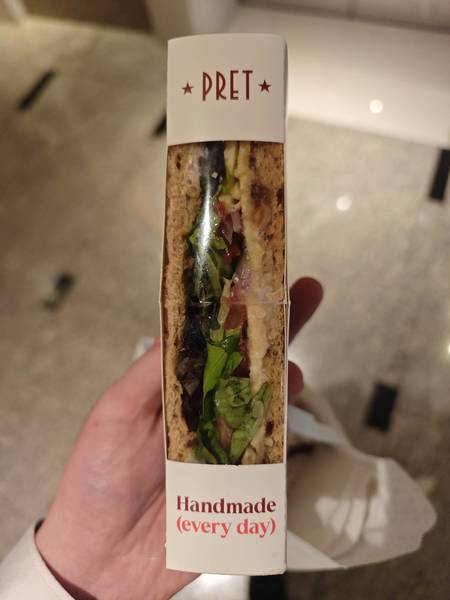 ★ PRET ★
Handmade
(every day)